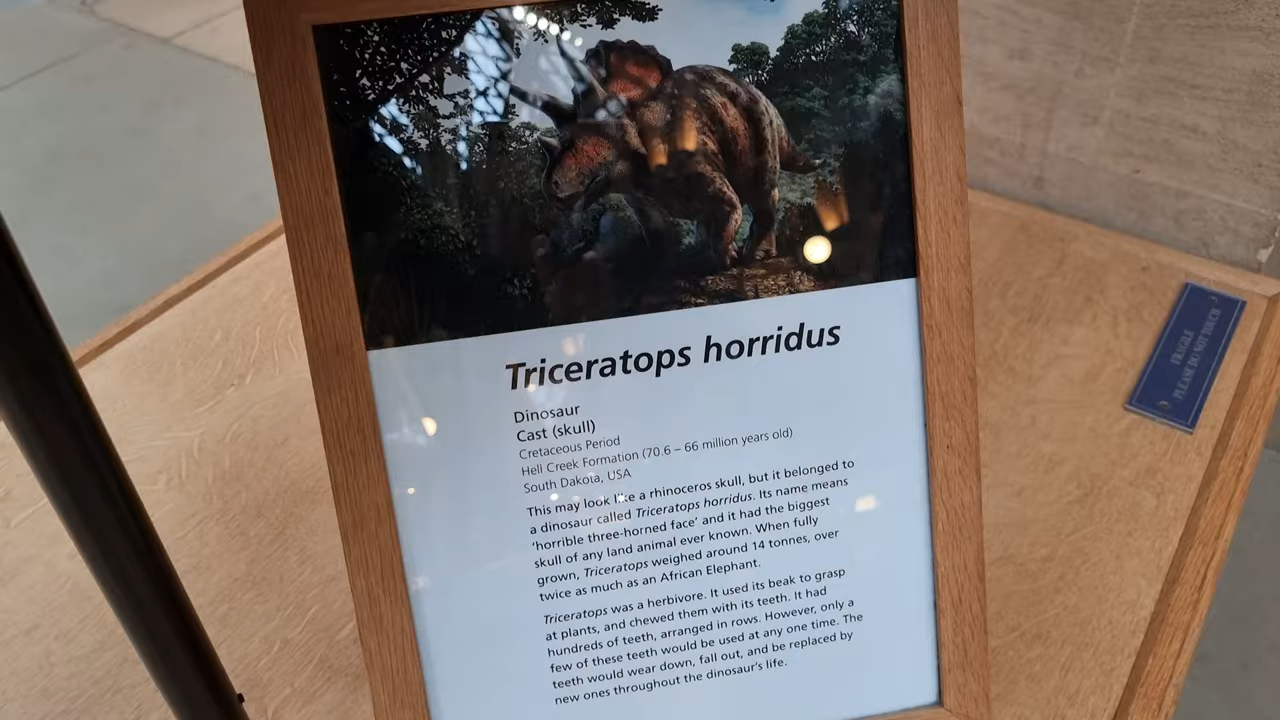 Triceratops horridus
Dinosaur
Cast (skull)
Cretaceous Period
Hell Creek Formation (70.6 – 66 million years old)
South Dakota, USA
This may look like a rhinoceros skull, but it belonged to
a dinosaur called Triceratops horridus. Its name means
‘horrible three-horned face’ and it had the biggest
skull of any land animal ever known. When fully
grown, Triceratops weighed around 14 tonnes, over
twice as much as an African Elephant.
Triceratops was a herbivore. It used its beak to grasp
at plants, and chewed them with its teeth. It had
hundreds of teeth, arranged in rows. However, only a
few of these teeth would be used at any one time. The
teeth would wear down, fall out, and be replaced by
new ones throughout the dinosaur's life.
FRAGILE
PLEASE DO NOT TOUCH